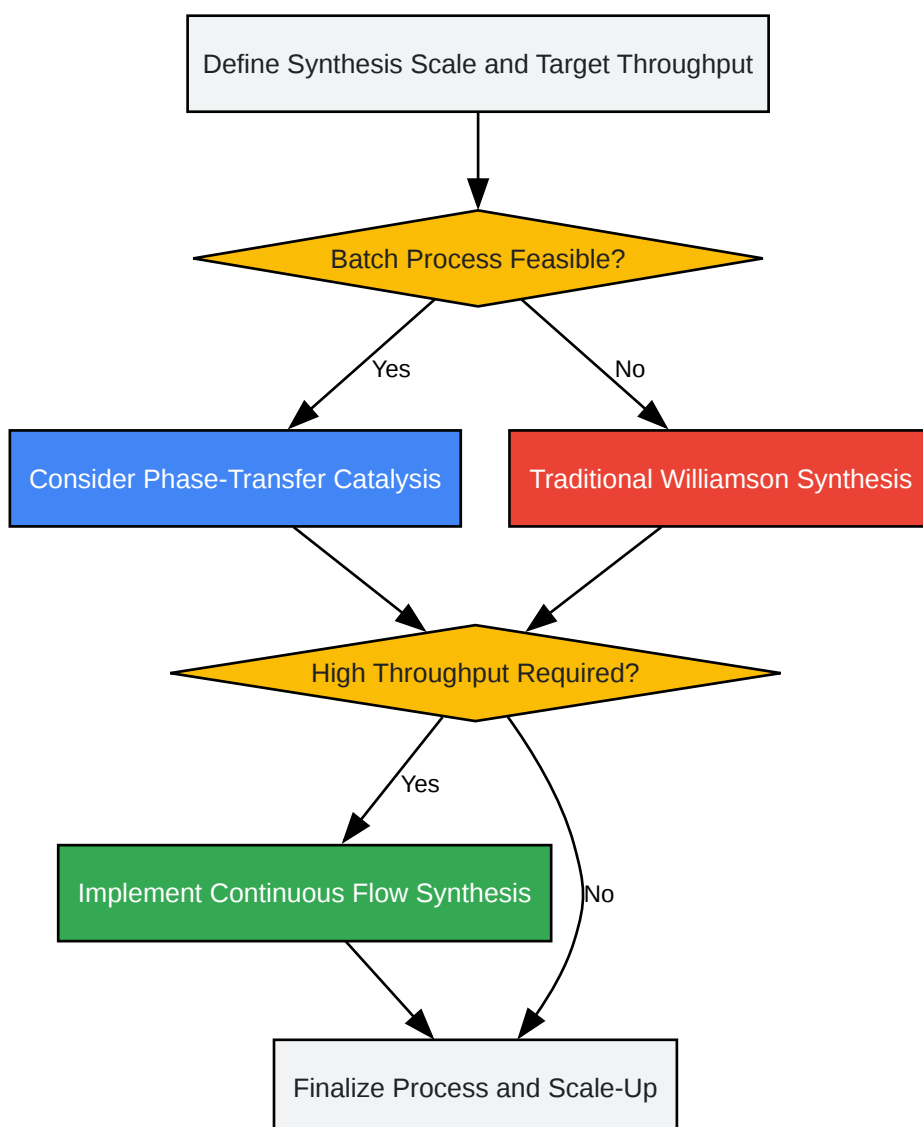 Define Synthesis Scale and Target Throughput
Batch Process Feasible?
Yes
No
Consider Phase-Transfer Catalysis
Traditional Williamson Synthesis
High Throughput Required?
Yes
Implement Continuous Flow Synthesis
No
Finalize Process and Scale-Up